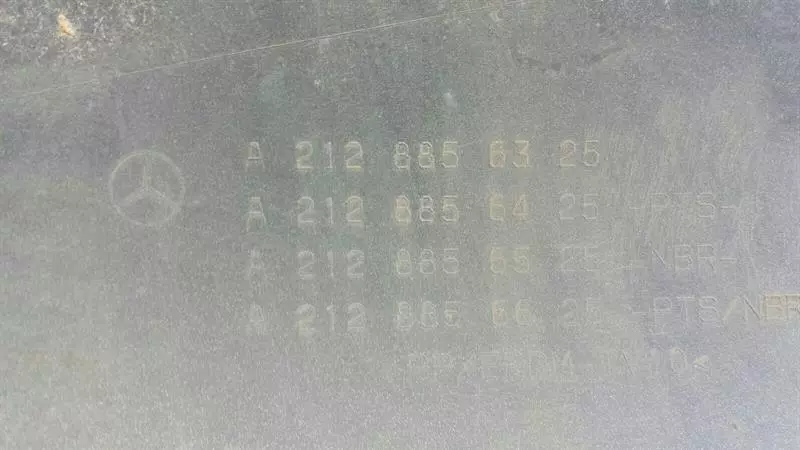 A 212 885 63 25
A 212 885 64 25 -PTS-
A 212 885 65 25 -NBR-
A 212 885 66 25 -PTS/NBR